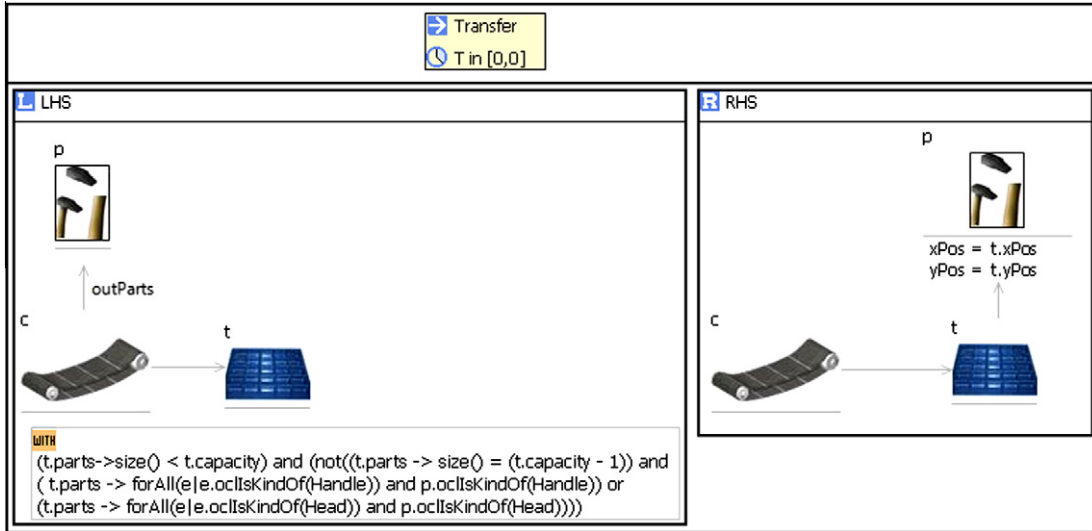 Transfer
T in [0,0]
L LHS
p
outParts
c
t
WITH
(t.parts->size() < t.capacity) and (not((t.parts -> size() = (t.capacity - 1)) and
( t.parts -> forAll(e|e.oclIsKindOf(Handle)) and p.oclIsKindOf(Handle)) or
(t.parts -> forAll(e|e.oclIsKindOf(Head)) and p.oclIsKindOf(Head))))
R RHS
p
xPos = t.xPos
yPos = t.yPos
c
t